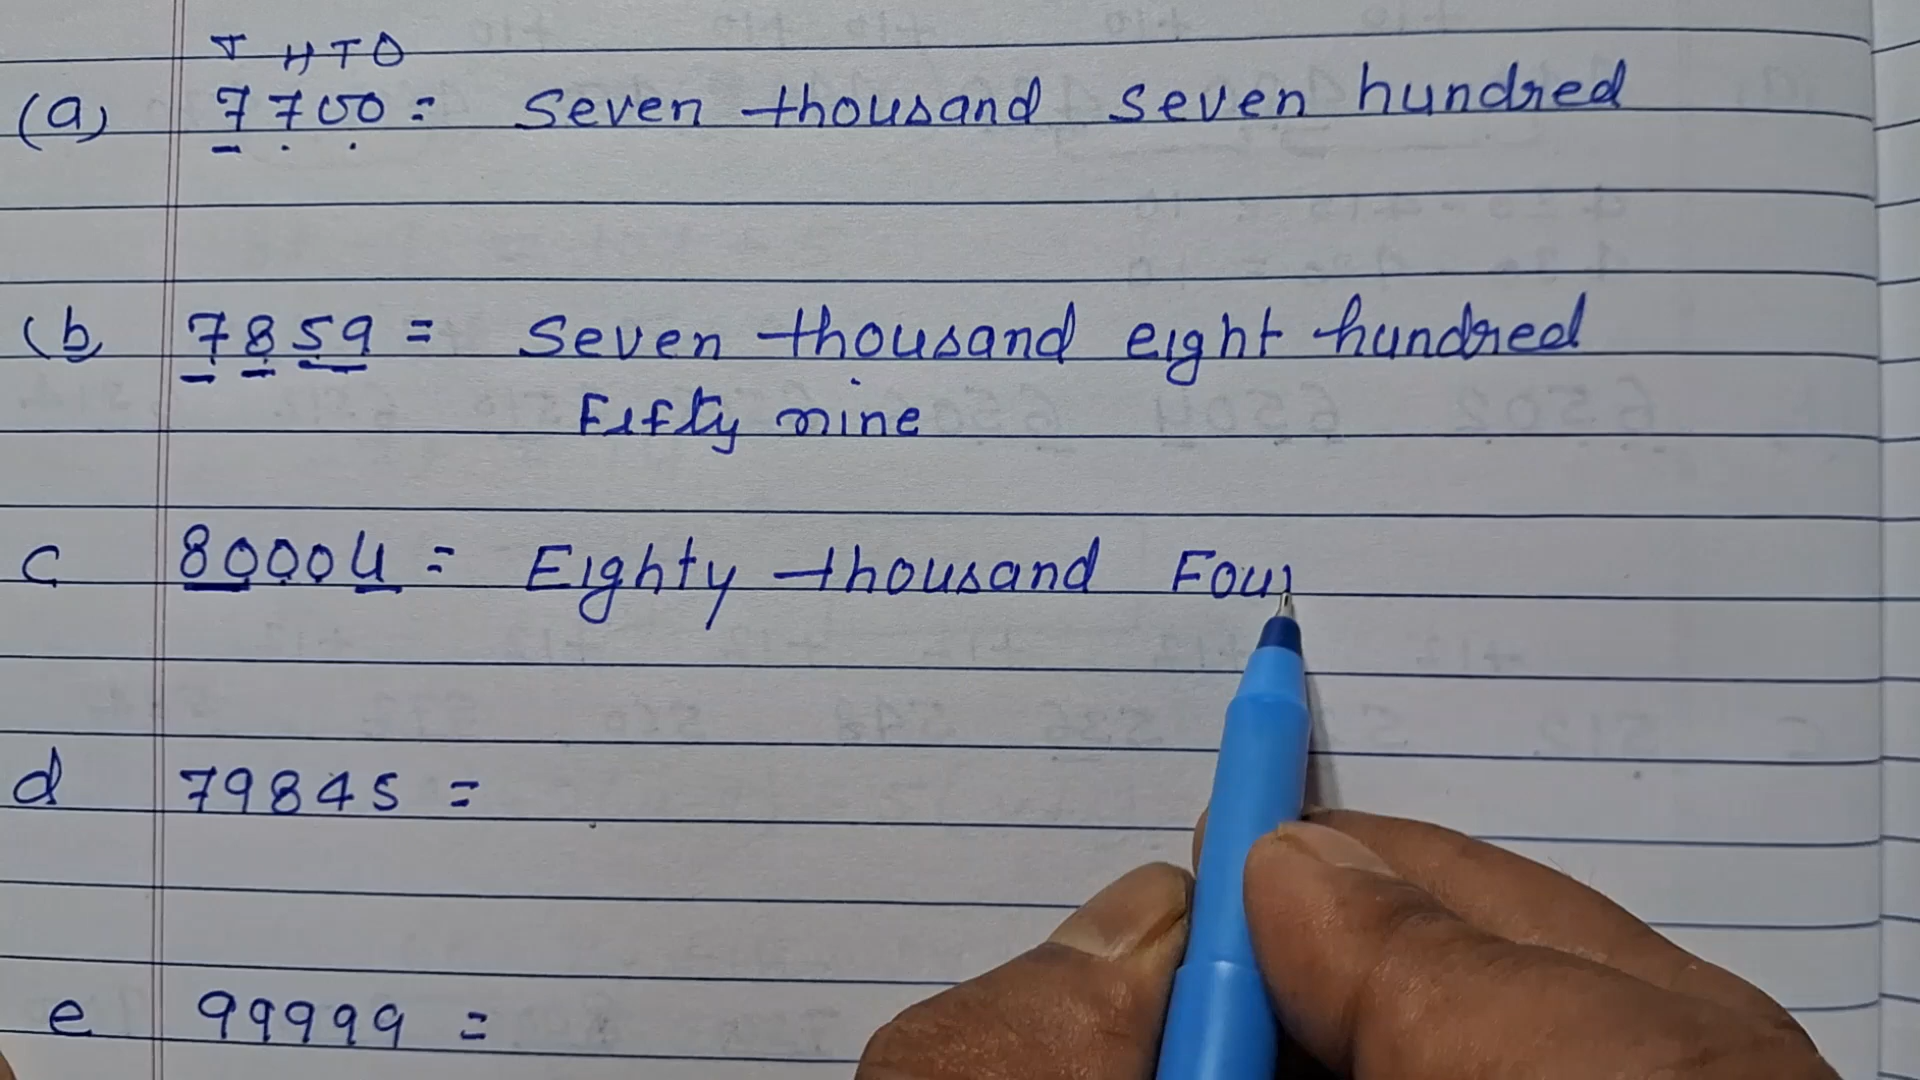 T H T O
(a) 7700 = Seven thousand seven hundred
(b 7859 = Seven thousand eight hundred
Fifty nine
c 80004 = Eighty thousand Four
d 79845 =
e 99999 =